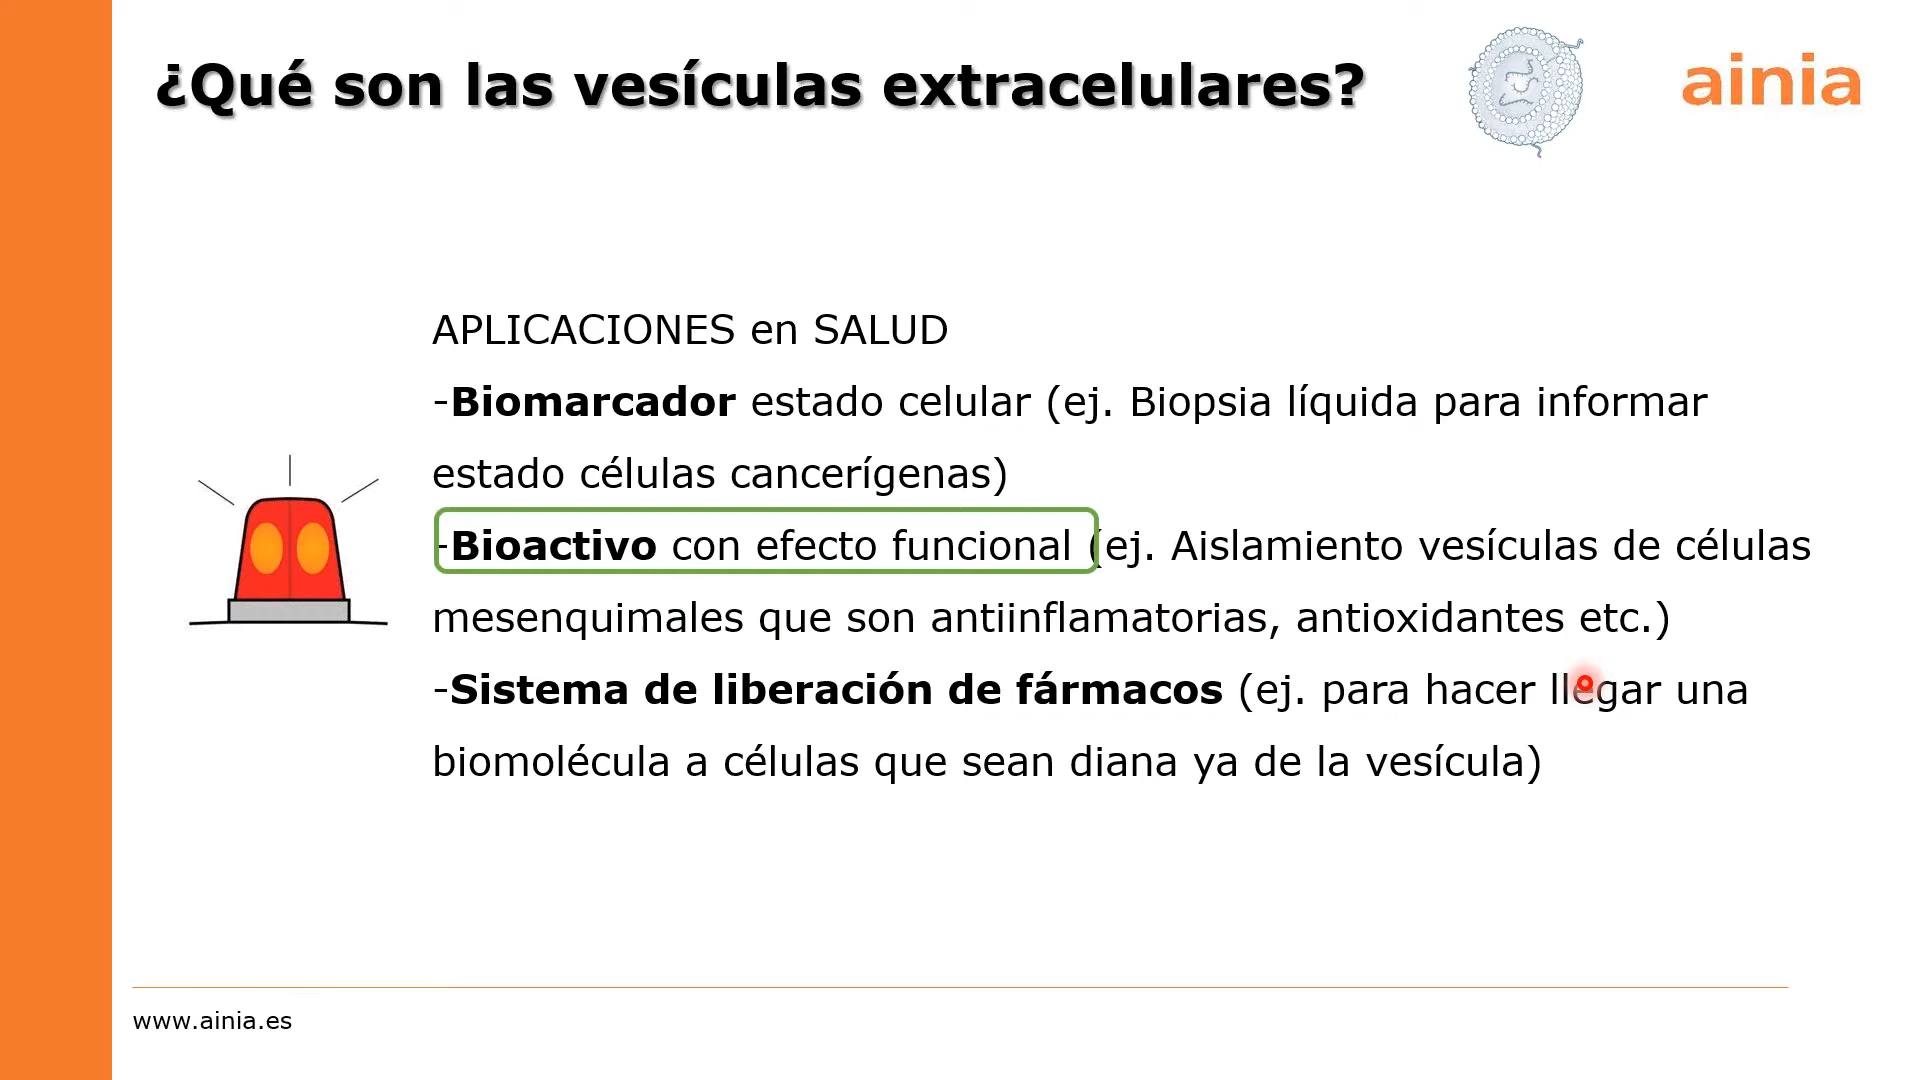 ¿Qué son las vesículas extracelulares?
ainia
APLICACIONES en SALUD
-Biomarcador estado celular (ej. Biopsia líquida para informar
estado células cancerígenas)
-Bioactivo con efecto funcional (ej. Aislamiento vesículas de células
mesenquimales que son antiinflamatorias, antioxidantes etc.)
-Sistema de liberación de fármacos (ej. para hacer llegar una
biomolécula a células que sean diana ya de la vesícula)
www.ainia.es